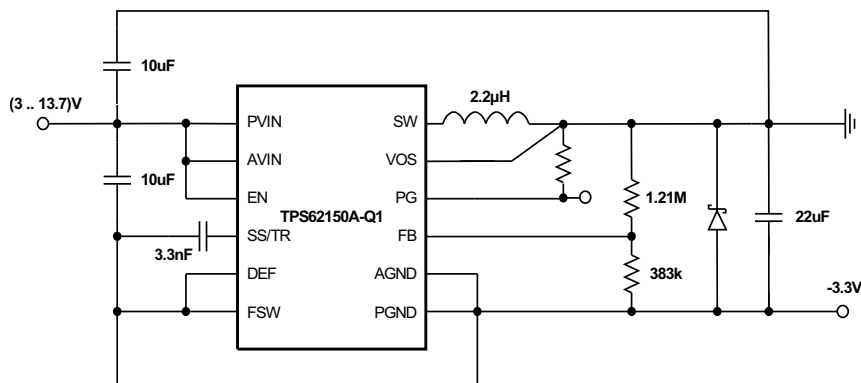 10uF
2.2µH
(3 .. 13.7)V
PVIN
SW
AVIN
VOS
10uF
EN
PG
TPS62150A-Q1
1.21M
22uF
SS/TR
FB
3.3nF
DEF
AGND
383k
-3.3V
FSW
PGND